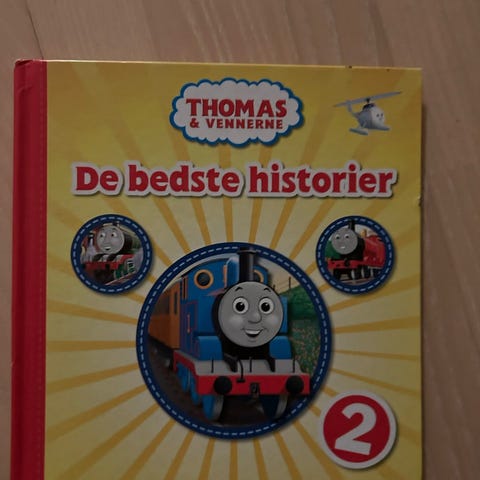 THOMAS
& VENNERNE
De bedste historier
2